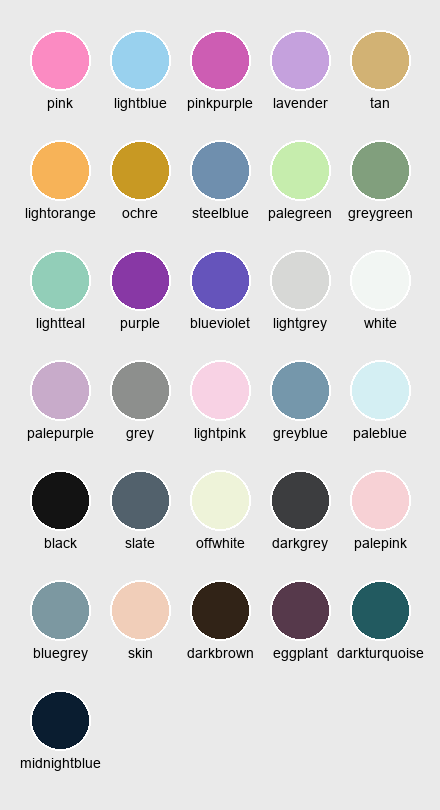 pink lightblue pinkpurple lavender tan
lightorange ochre steelblue palegreen greygreen
lightteal purple blueviolet lightgrey white
palepurple grey lightpink greyblue paleblue
black slate offwhite darkgrey palepink
bluegrey skin darkbrown eggplant darkturquoise
midnightblue